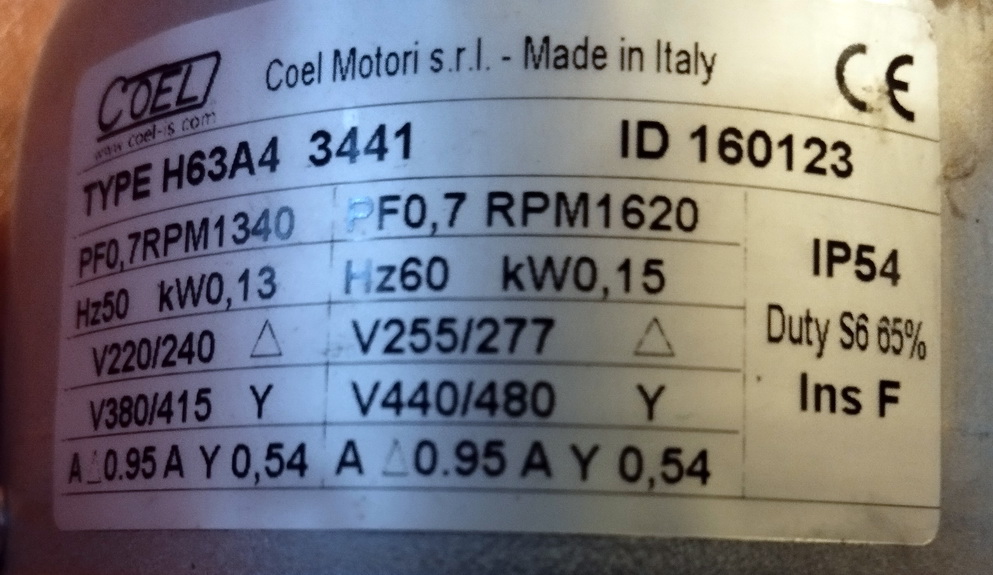 COEL Coel Motori s.r.l. - Made in Italy CE
www.coel-is.com
TYPE H63A4 3441 ID 160123
PF0,7RPM1340 PF0,7 RPM1620
Hz50 kW0,13 Hz60 kW0,15
V220/240 △ V255/277 △
V380/415 Y V440/480 Y
A △0.95 A Y 0,54 A △0.95 A Y 0,54
IP54
Duty S6 65%
Ins F